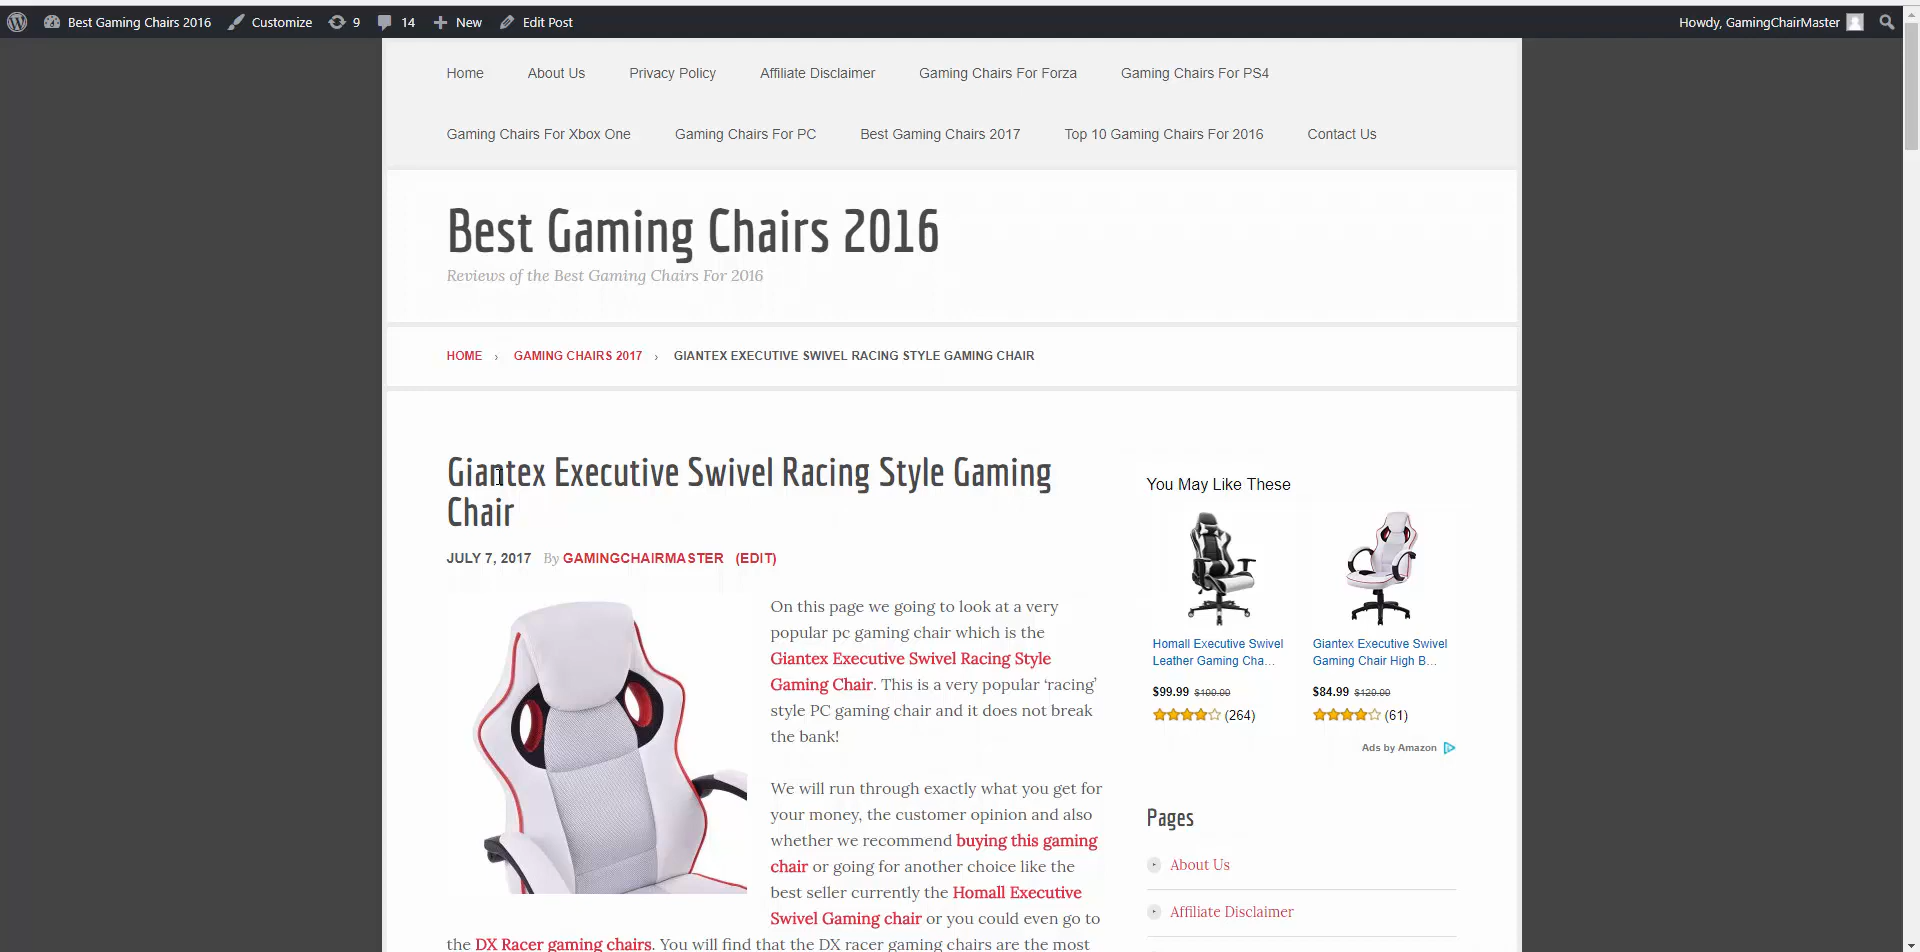 Best Gaming Chairs 2016 Customize 9 14 New Edit Post Howdy, GamingChairMaster
Home About Us Privacy Policy Affiliate Disclaimer Gaming Chairs For Forza Gaming Chairs For PS4
Gaming Chairs For Xbox One Gaming Chairs For PC Best Gaming Chairs 2017 Top 10 Gaming Chairs For 2016 Contact Us
Best Gaming Chairs 2016
Reviews of the Best Gaming Chairs For 2016
HOME › GAMING CHAIRS 2017 › GIANTEX EXECUTIVE SWIVEL RACING STYLE GAMING CHAIR
Giantex Executive Swivel Racing Style Gaming
Chair
JULY 7, 2017 By GAMINGCHAIRMASTER (EDIT)
On this page we going to look at a very
popular pc gaming chair which is the
Giantex Executive Swivel Racing Style
Gaming Chair. This is a very popular ‘racing’
style PC gaming chair and it does not break
the bank!
We will run through exactly what you get for
your money, the customer opinion and also
whether we recommend buying this gaming
chair or going for another choice like the
best seller currently the Homall Executive
Swivel Gaming chair or you could even go to
the DX Racer gaming chairs. You will find that the DX racer gaming chairs are the most
You May Like These
Homall Executive Swivel
Leather Gaming Cha...
$99.99 $100.00
(264)
Giantex Executive Swivel
Gaming Chair High B...
$84.99 $120.00
(61)
Ads by Amazon
Pages
About Us
Affiliate Disclaimer